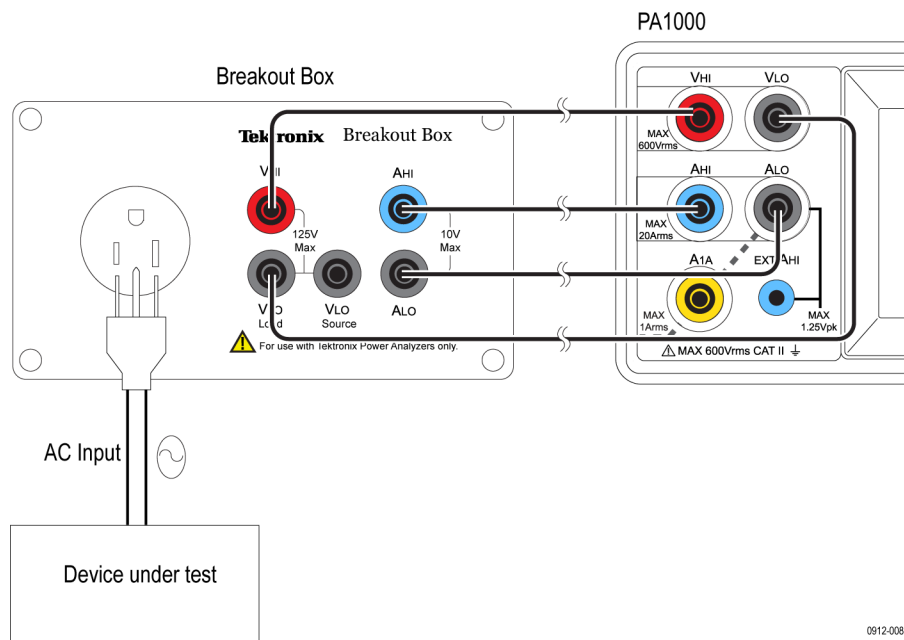 PA1000
Breakout Box
Tektronix Breakout Box
VHI
AHI
125V
Max
10V
Max
VLO
Load
VLO
Source
ALO
For use with Tektronix Power Analyzers only.
AC Input
Device under test
VHI
VLO
MAX
600Vrms
AHI
ALO
MAX
20Arms
A1A
EXT AHI
MAX
1Arms
MAX
1.25Vpk
MAX 600Vrms CAT II
0912-008